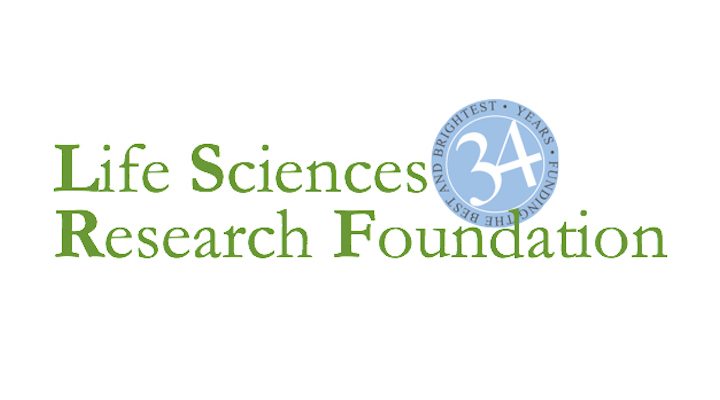 Life Sciences
Research Foundation
34
YEARS • FUNDING THE BEST AND BRIGHTEST •